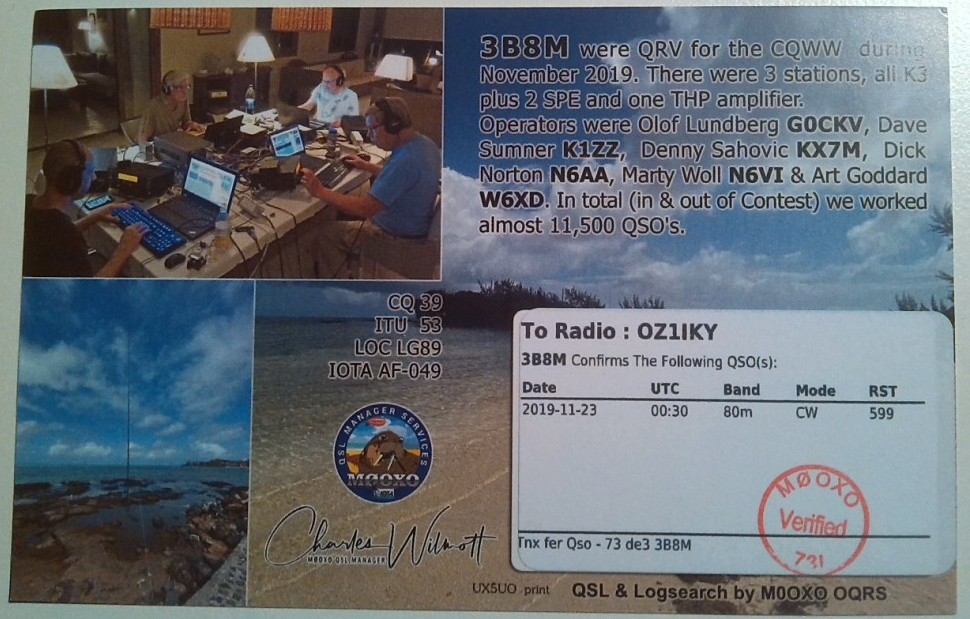 3B8M were QRV for the CQWW during
November 2019. There were 3 stations, all K3
plus 2 SPE and one THP amplifier.
Operators were Olof Lundberg G0CKV, Dave
Sumner K1ZZ, Denny Sahovic KX7M, Dick
Norton N6AA, Marty Woll N6VI & Art Goddard
W6XD. In total (in & out of Contest) we worked
almost 11,500 QSO's.
CQ 39
ITU 53
LOC LG89
IOTA AF-049
QSL MANAGER SERVICES
MØOXO
Charles Wilmott
MØOXO QSL MANAGER
To Radio : OZ1IKY
3B8M Confirms The Following QSO(s):
Date UTC Band Mode RST
2019-11-23 00:30 80m CW 599
MØOXO
Verified
731
Tnx fer Qso - 73 de3 3B8M
UX5UO print QSL & Logsearch by M0OXO OQRS